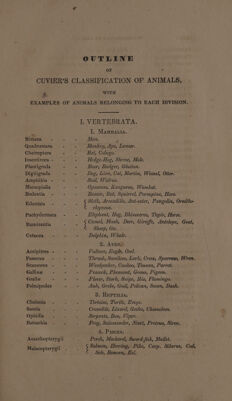 OUTLINE
OF
CUVIER'S CLASSIFICATION OF ANIMALS,
WITH
EXAMPLES OF ANIMALS BELONGING TO EACH DIVISION.
I. VERTEBRATA.
1. MAMMALIA.
Bimana . . Man.
Quadrumana . . Monkey, Ape, Lemur.
Cheiroptera . . Bat, Colugo.
Insectivora . . Hedge-Hog, Shrew, Mole.
Plantigrada . . Bear, Badger, Glutton.
Digitigrada . . Dog, Lion, Cat, Martin, Weasel, Otter.
Amphibia . . Seal, Walrus.
Marsupialia . . Opossum, Kangaroo, Wombat.
Rodentia . . Beaver, Rat, Squirrel, Porcupine, Hare.
Edentata . . Sloth, Armadillo, Ant-eater, Pangolin, Ornitho-
rhyncus.
Pachydermata . . Elephant, Hog, Rhinoceros, Tapir, Horse.
Ruminantia . . Camel, Musk, Deer, Giraffe, Antelope, Goat,
Sheep, Ox.
Cetacea . . Dolphin, Whale.
2. AVES.
Accipitres . . Vulture, Eagle, Owl.
Passeres . . Thrush, Swallow, Lark, Crow, Sparrow, Wren.
Scansores . . Woodpecker, Cuckoo, Toucan, Parrot.
Gallinæ . . Peacock, Pheasant, Grouse, Pigeon.
Grallæ . . Plover, Stork, Snipe, Ibis, Flamingo.
Palmipedes . . Auk, Grebe, Gull, Pelican, Swan, Duck.
3. REPTILIA.
Chelonia . . Tortoise, Turtle, Emys.
Sauria . . Crocodile, Lizard, Gecko, Chameleon.
Ophidia . . Serpents, Boa, Viper.
Batrachia . . Frog, Salamander, Newt, Proteus, Siren.
4. PISCES.
Acanthopterygii . . Perch, Mackerel, Sword-fish, Mullet.
Malacopterygii . . Salmon, Herring, Pike, Carp, Silurus, Cod,
Sole, Remora, Eel.